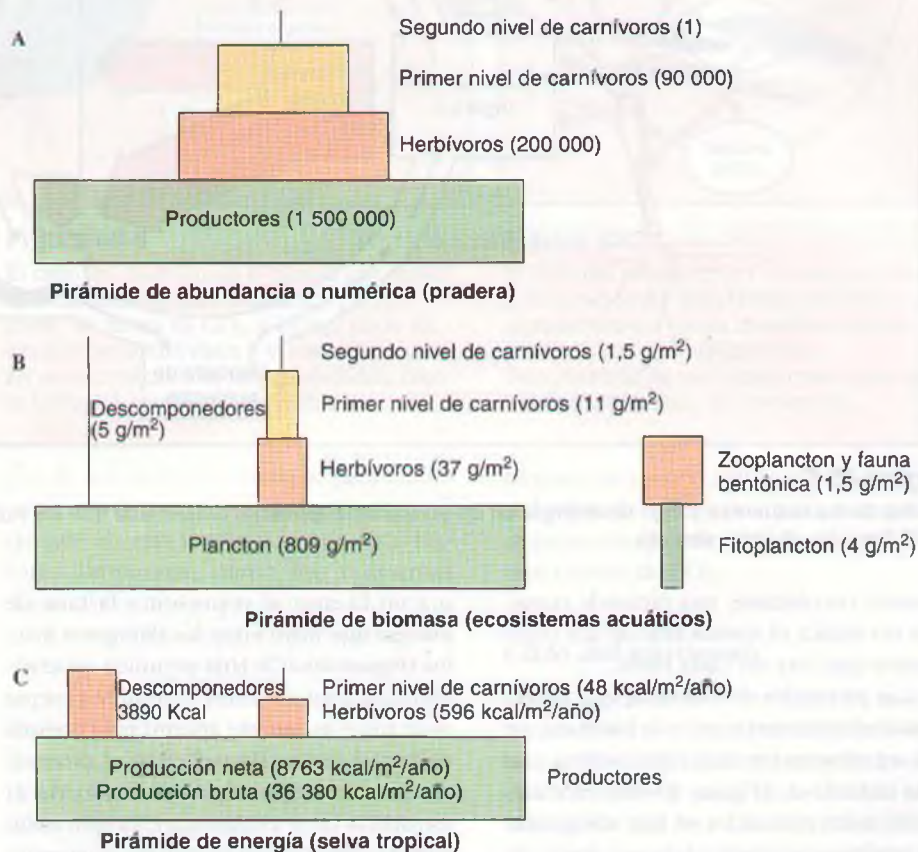 A
Segundo nivel de carnívoros (1)
Primer nivel de carnívoros (90 000)
Herbívoros (200 000)
Productores (1 500 000)
Pirámide de abundancia o numérica (pradera)
B
Segundo nivel de carnívoros (1,5 g/m²)
Descomponedores
(5 g/m²)
Primer nivel de carnívoros (11 g/m²)
Herbívoros (37 g/m²)
Plancton (809 g/m²)
Zooplancton y fauna
bentónica (1,5 g/m²)
Fitoplancton (4 g/m²)
Pirámide de biomasa (ecosistemas acuáticos)
C
Descomponedores
3890 Kcal
Primer nivel de carnívoros (48 kcal/m²/año)
Herbívoros (596 kcal/m²/año)
Producción neta (8763 kcal/m²/año)
Producción bruta (36 380 kcal/m²/año)
Productores
Pirámide de energía (selva tropical)